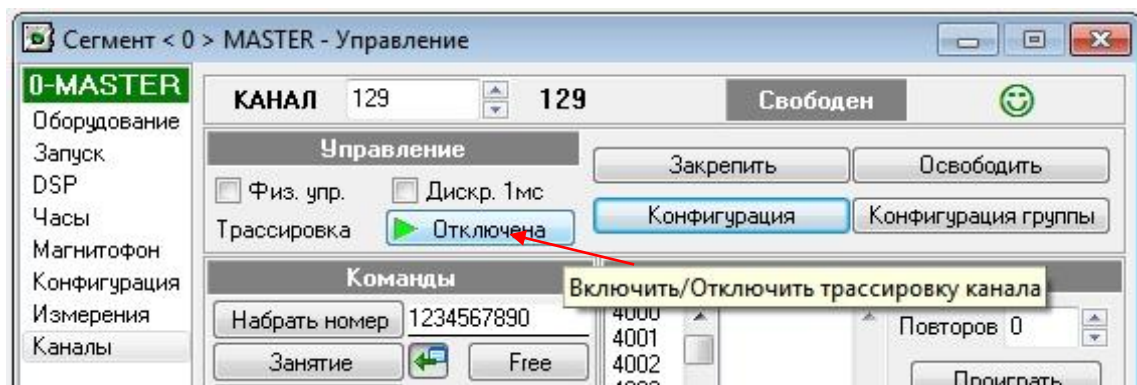 Сегмент < 0 > MASTER - Управление
0-MASTER
Оборудование
Запуск
DSP
Часы
Магнитофон
Конфигурация
Измерения
Каналы
КАНАЛ 129 129 Свободен
Управление
Физ. упр. Дискр. 1мс
Трассировка Отключена
Закрепить Освободить
Конфигурация Конфигурация группы
Включить/Отключить трассировку канала
Команды
Набрать номер 1234567890
Занятие Free
4000
4001
4002
Повторов 0
Проиграть